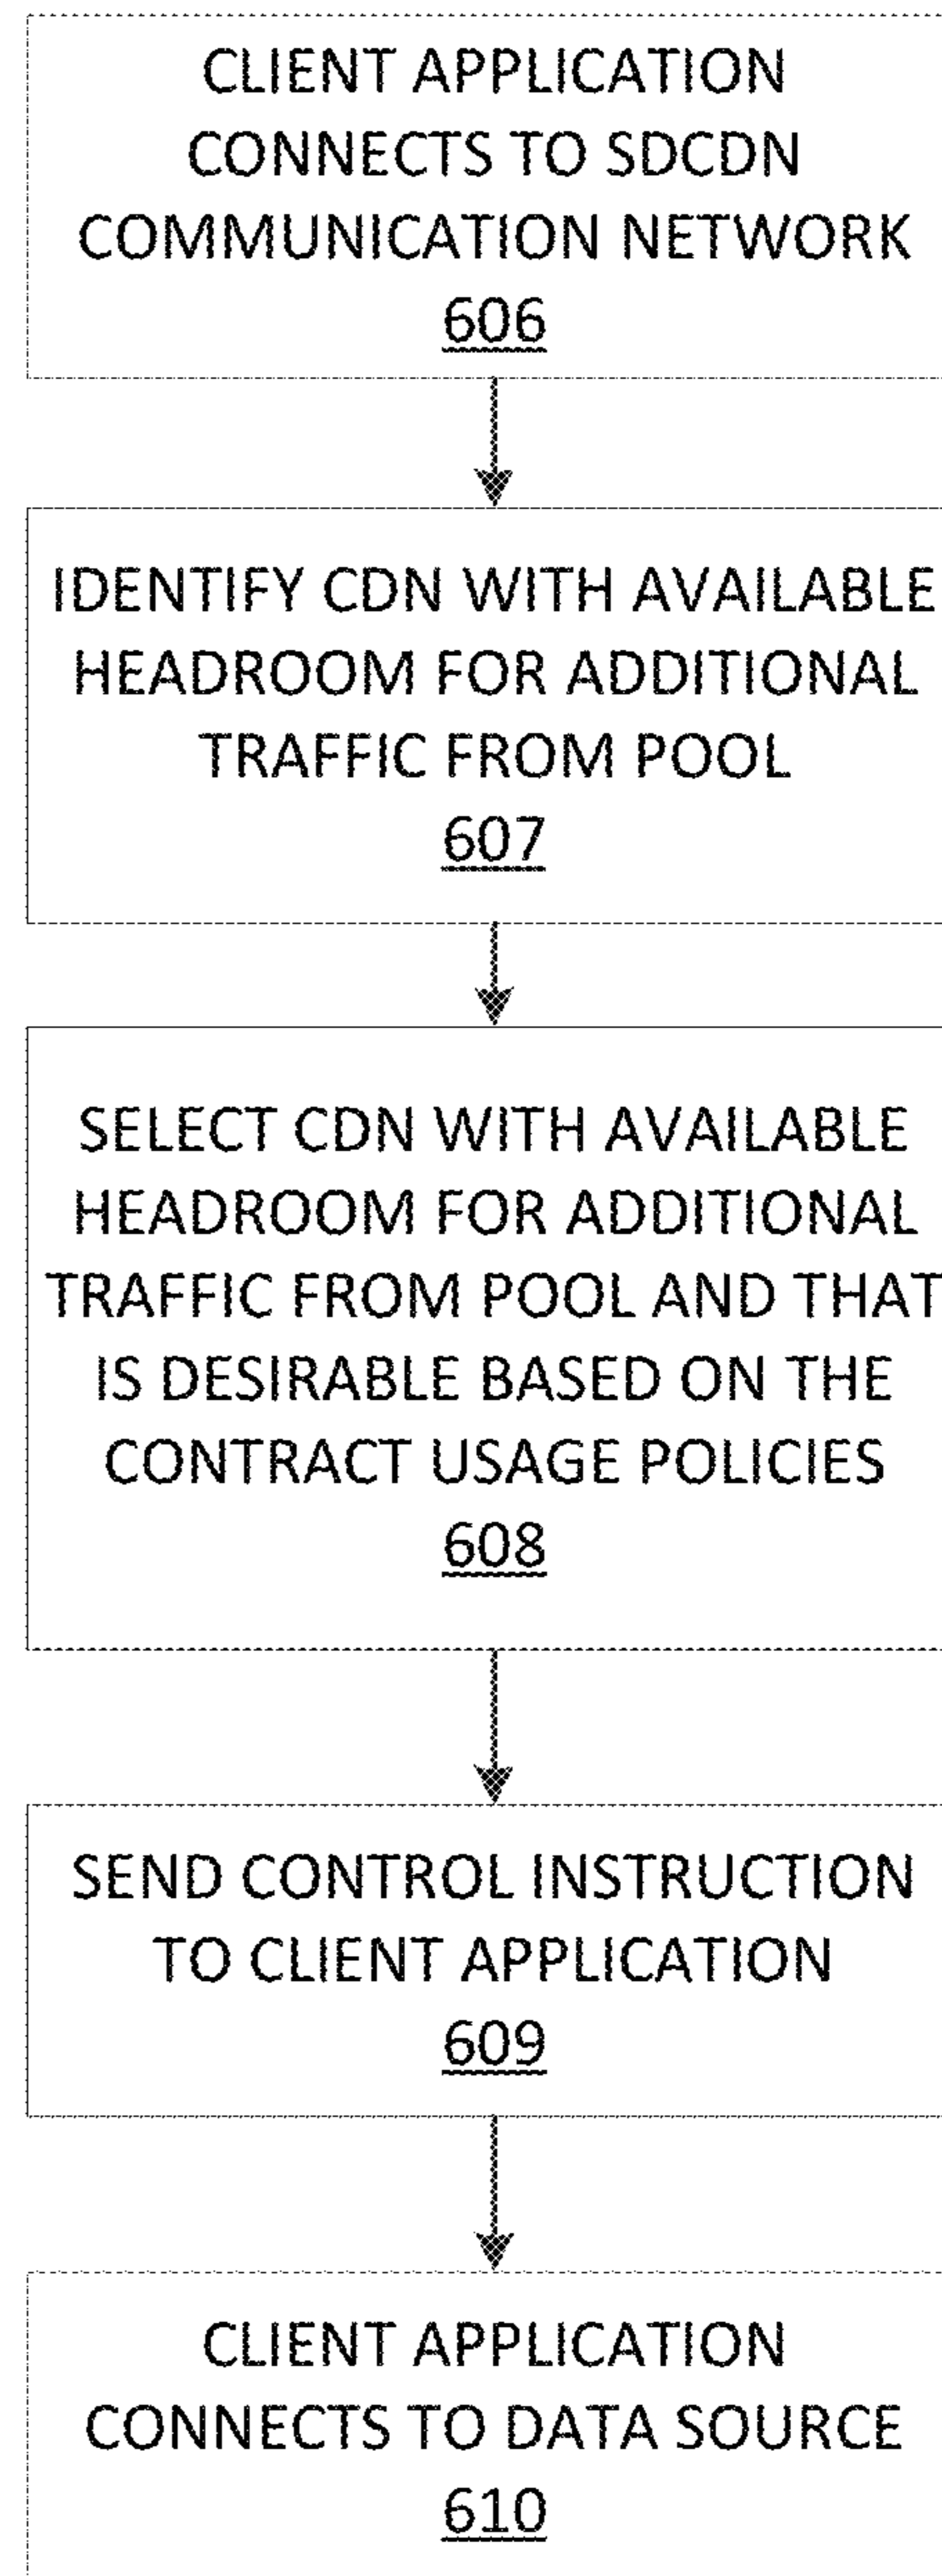 CLIENT APPLICATION
CONNECTS TO SDCDN
COMMUNICATION NETWORK
606
IDENTIFY CDN WITH AVAILABLE
HEADROOM FOR ADDITIONAL
TRAFFIC FROM POOL
607
SELECT CDN WITH AVAILABLE
HEADROOM FOR ADDITIONAL
TRAFFIC FROM POOL AND THAT
IS DESIRABLE BASED ON THE
CONTRACT USAGE POLICIES
608
SEND CONTROL INSTRUCTION
TO CLIENT APPLICATION
609
CLIENT APPLICATION
CONNECTS TO DATA SOURCE
610